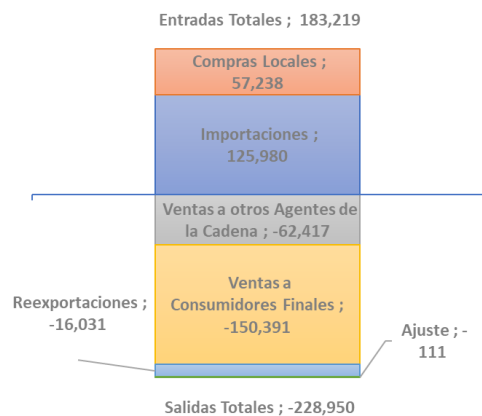 Entradas Totales ; 183,219
Compras Locales ;
57,238
Importaciones ;
125,980
Ventas a otros Agentes de
la Cadena ; -62,417
Ventas a
Consumidores Finales ;
-150,391
Reexportaciones ;
-16,031
Ajuste ; -
111
Salidas Totales ; -228,950